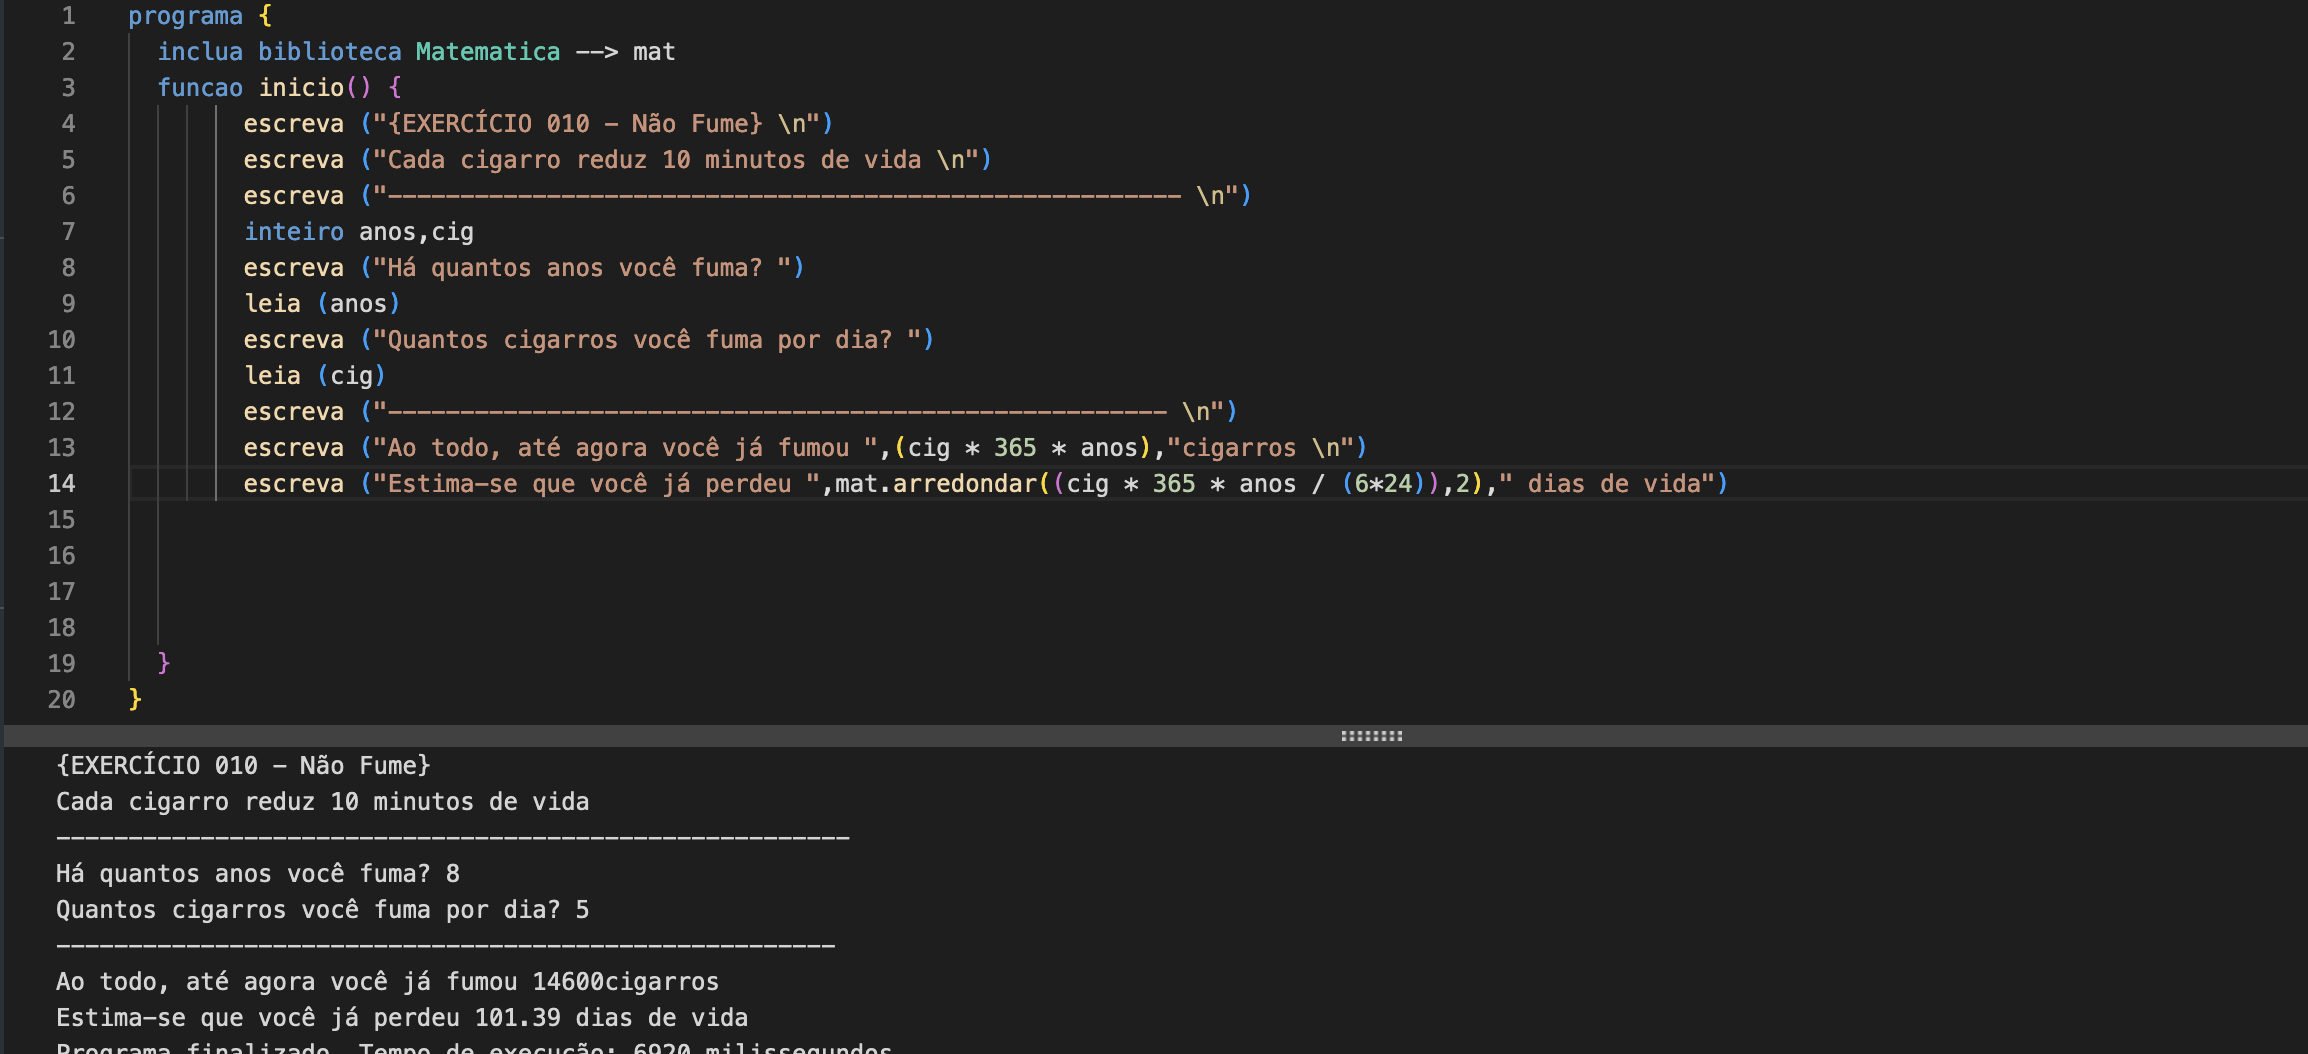 1 programa {
2 inclua biblioteca Matematica --> mat
3 funcao inicio() {
4 escreva ("{EXERCÍCIO 010 - Não Fume} \n")
5 escreva ("Cada cigarro reduz 10 minutos de vida \n")
6 escreva ("------------------------------------------------------- \n")
7 inteiro anos,cig
8 escreva ("Há quantos anos você fuma? ")
9 leia (anos)
10 escreva ("Quantos cigarros você fuma por dia? ")
11 leia (cig)
12 escreva ("------------------------------------------------------ \n")
13 escreva ("Ao todo, até agora você já fumou ",(cig * 365 * anos),"cigarros \n")
14 escreva ("Estima-se que você já perdeu ",mat.arredondar((cig * 365 * anos / (6*24)),2)," dias de vida")
15
16
17
18
19 }
20 }
{EXERCÍCIO 010 - Não Fume}
Cada cigarro reduz 10 minutos de vida
-------------------------------------------------------
Há quantos anos você fuma? 8
Quantos cigarros você fuma por dia? 5
------------------------------------------------------
Ao todo, até agora você já fumou 14600cigarros
Estima-se que você já perdeu 101.39 dias de vida
Programa finalizado. Tempo de execução: 6920 milissegundos